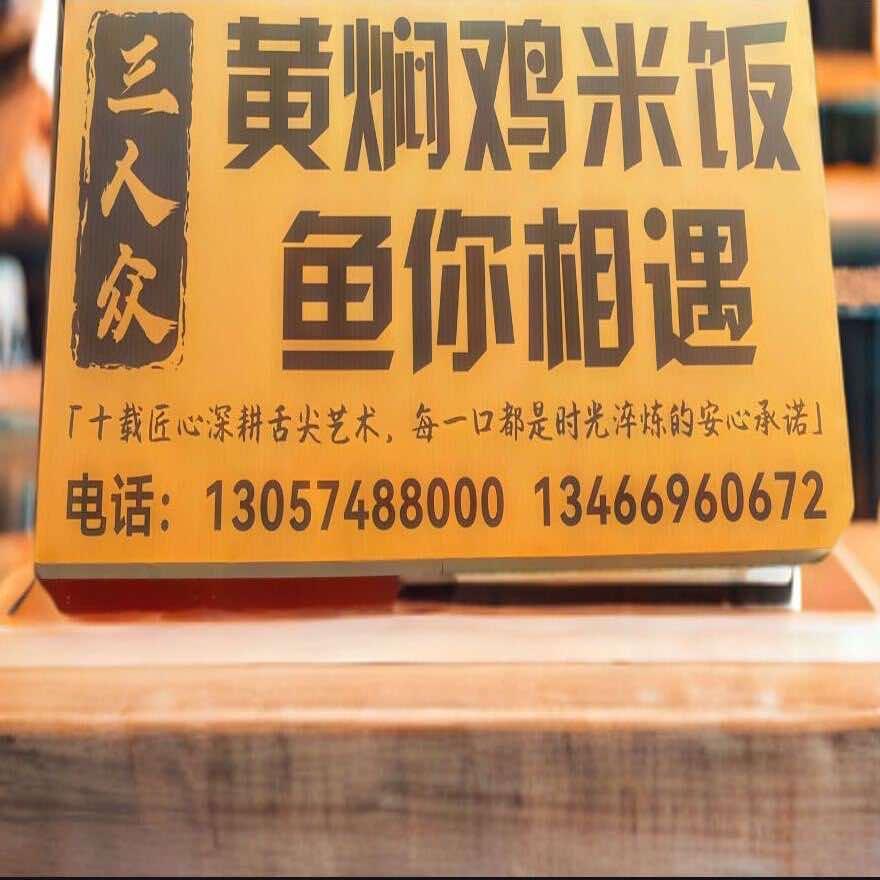 三人众
黄焖鸡米饭
鱼你相遇
「十载匠心深耕舌尖艺术，每一口都是时光淬炼的安心承诺」
电话：13057488000 13466960672